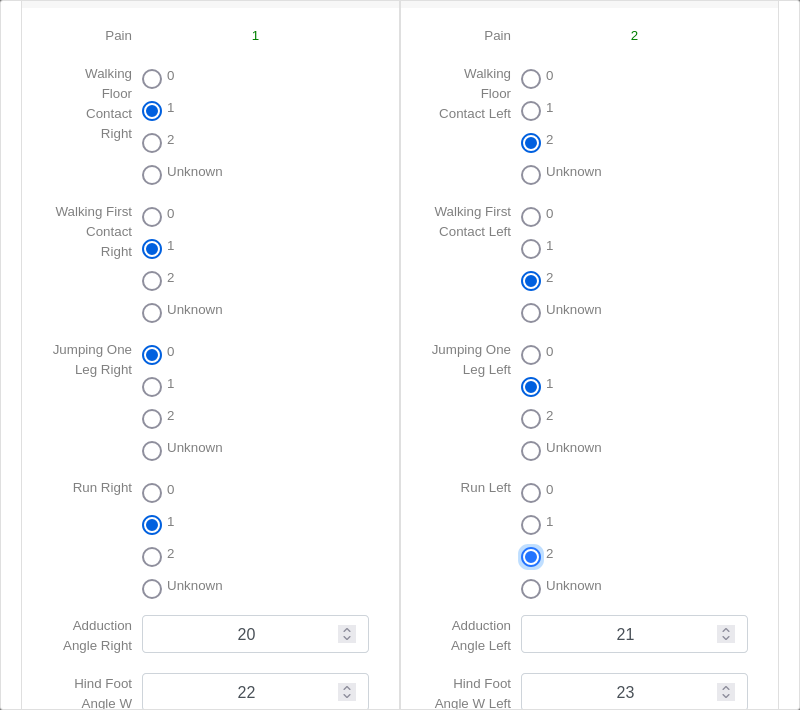 Pain 1
Walking Floor Contact Right
0
1
2
Unknown
Walking First Contact Right
0
1
2
Unknown
Jumping One Leg Right
0
1
2
Unknown
Run Right
0
1
2
Unknown
Adduction Angle Right
20
Hind Foot Angle W
22
Pain 2
Walking Floor Contact Left
0
1
2
Unknown
Walking First Contact Left
0
1
2
Unknown
Jumping One Leg Left
0
1
2
Unknown
Run Left
0
1
2
Unknown
Adduction Angle Left
21
Hind Foot Angle W Left
23